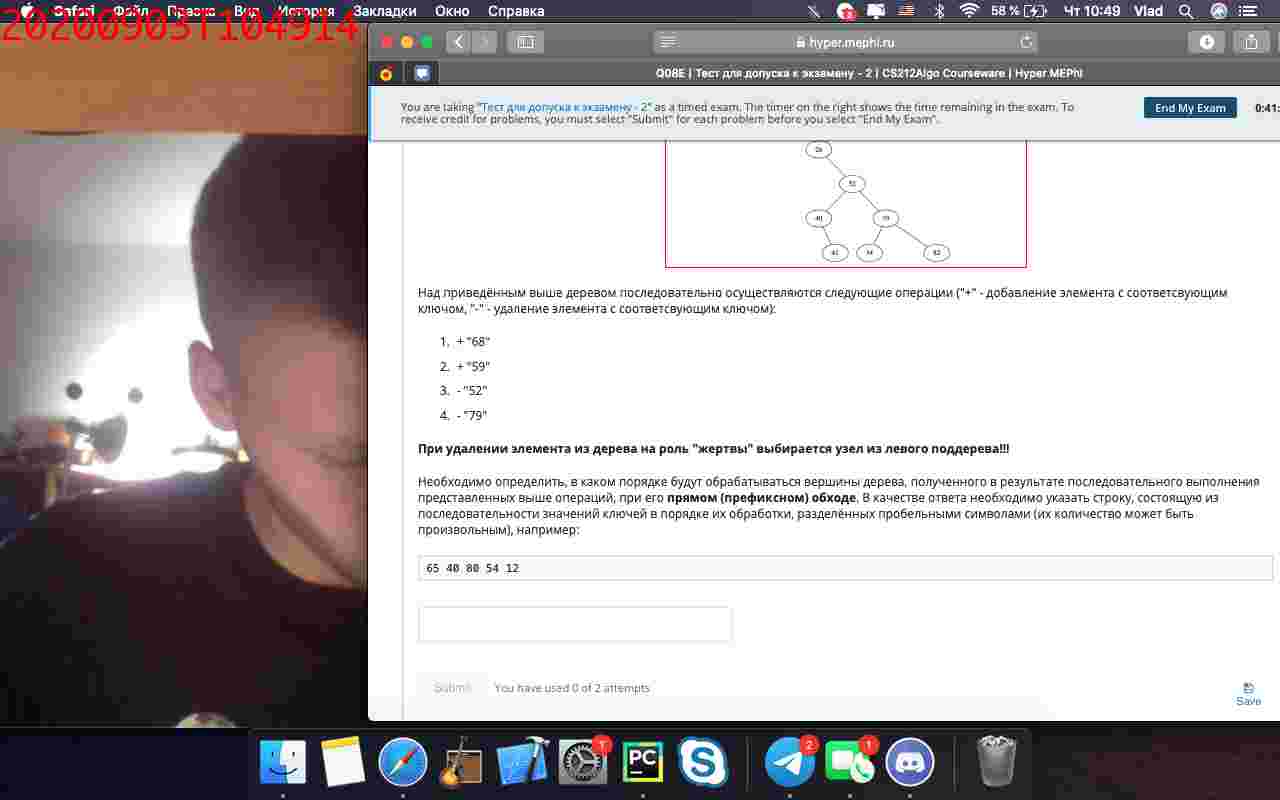 20200903T104914
Safari Файл Правка Вид История Закладки Окно Справка
58 % Чт 10:49 Vlad
hyper.mephi.ru
Q08E | Тест для допуска к экзамену - 2 | CS212Algo Courseware | Hyper.MEPhI
You are taking "Тест для допуска к экзамену - 2" as a timed exam. The timer on the right shows the time remaining in the exam. To
receive credit for problems, you must select "Submit" for each problem before you select "End My Exam".
End My Exam
0:41:
Над приведённым выше деревом последовательно осуществляются следующие операции ("+" - добавление элемента с соответсвующим
ключом, "-" - удаление элемента с соответсвующим ключом):
1. + "68"
2. + "59"
3. - "52"
4. - "79"
При удалении элемента из дерева на роль "жертвы" выбирается узел из левого поддерева!!!
Необходимо определить, в каком порядке будут обрабатываться вершины дерева, полученного в результате последовательного выполнения
представленных выше операций, при его прямом (префиксном) обходе. В качестве ответа необходимо указать строку, состоящую из
последовательности значений ключей в порядке их обработки, разделённых пробельными символами (их количество может быть
произвольным), например:
65 40 80 54 12
Submit You have used 0 of 2 attempts
Save
1
PC
2
1